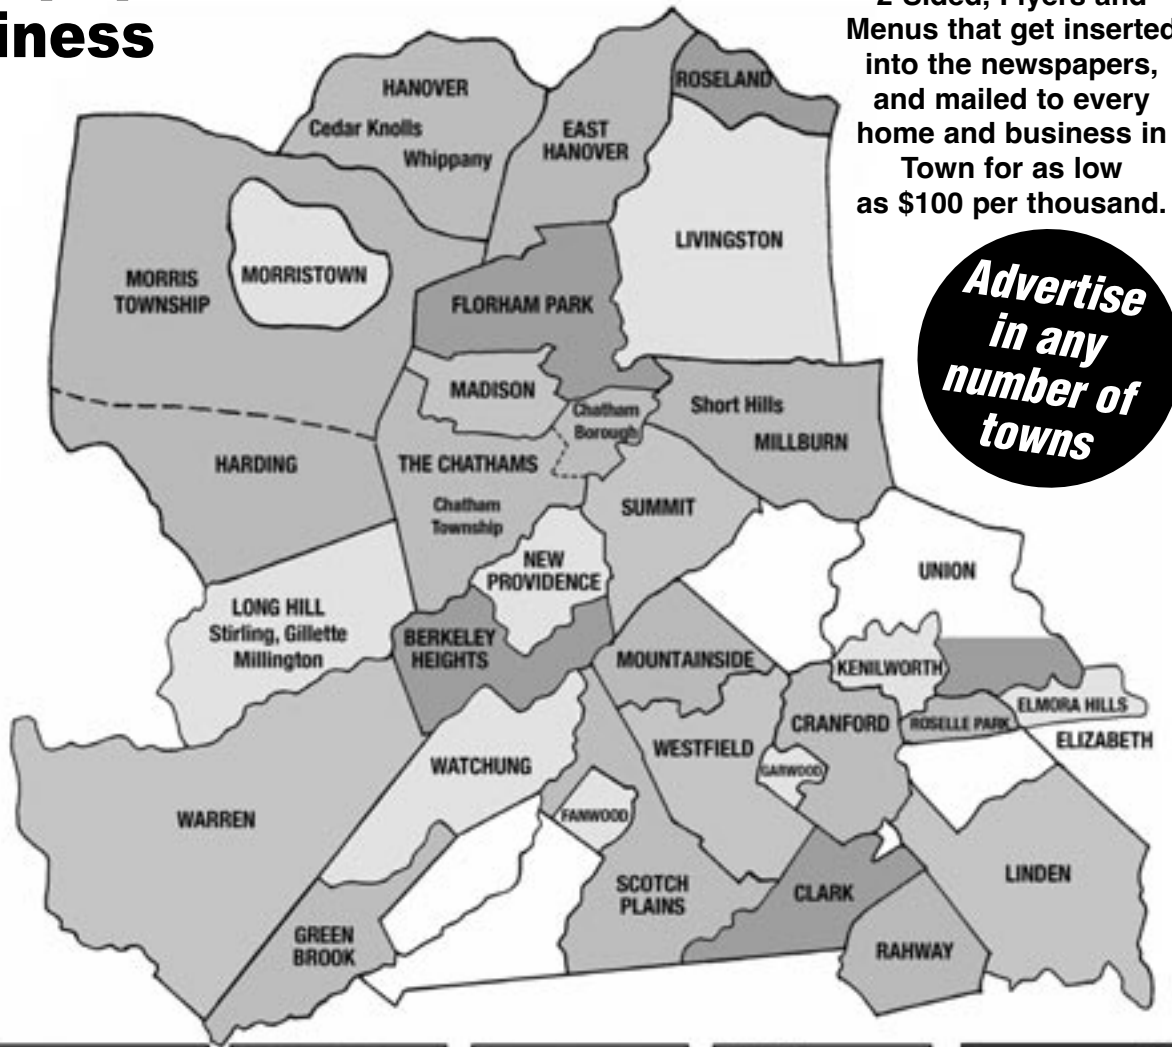 iness
2-Sided, Flyers and
Menus that get inserted
into the newspapers,
and mailed to every
home and business in
Town for as low
as $100 per thousand.
Advertise
in any
number of
towns
HANOVER
Cedar Knolls
Whippany
EAST
HANOVER
ROSELAND
LIVINGSTON
MORRIS
TOWNSHIP
MORRISTOWN
FLORHAM PARK
MADISON
Chatham
Borough
Short Hills
MILLBURN
HARDING
THE CHATHAMS
Chatham
Township
SUMMIT
NEW
PROVIDENCE
UNION
LONG HILL
Stirling, Gillette
Millington
BERKELEY
HEIGHTS
MOUNTAINSIDE
KENILWORTH
ELMORA HILLS
ROSELLE PARK
ELIZABETH
CRANFORD
WESTFIELD
GARWOOD
WATCHUNG
FANWOOD
WARREN
SCOTCH
PLAINS
CLARK
LINDEN
GREEN
BROOK
RAHWAY